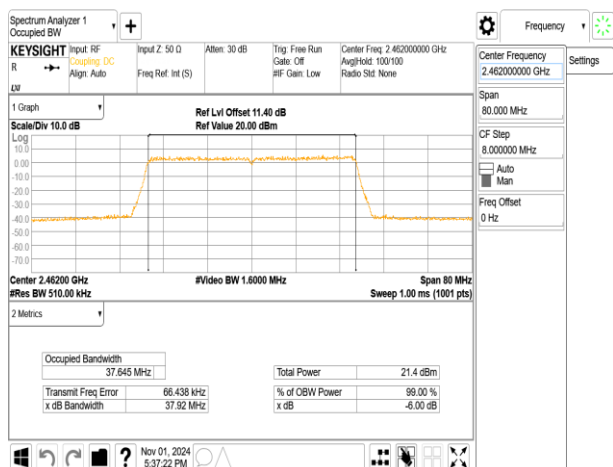 Spectrum Analyzer 1
Occupied BW
Frequency
KEYSIGHT
R
LXI
Input: RF
Coupling: DC
Align: Auto
Input Z: 50 Ω
Freq Ref: Int (S)
Atten: 30 dB
Trig: Free Run
Gate: Off
#IF Gain: Low
Center Freq: 2.462000000 GHz
Avg|Hold: 100/100
Radio Std: None
Center Frequency
2.462000000 GHz
Settings
Span
80.000 MHz
CF Step
8.000000 MHz
Auto
Man
Freq Offset
0 Hz
1 Graph
Scale/Div 10.0 dB
Ref Lvl Offset 11.40 dB
Ref Value 20.00 dBm
Log
10.0
0.00
-10.0
-20.0
-30.0
-40.0
-50.0
-60.0
-70.0
Center 2.46200 GHz
#Video BW 1.6000 MHz
Span 80 MHz
#Res BW 510.00 kHz
Sweep 1.00 ms (1001 pts)
2 Metrics
Occupied Bandwidth
37.645 MHz
Total Power 21.4 dBm
Transmit Freq Error 66.438 kHz
% of OBW Power 99.00 %
x dB Bandwidth 37.92 MHz
x dB -6.00 dB
?
Nov 01, 2024
5:37:22 PM